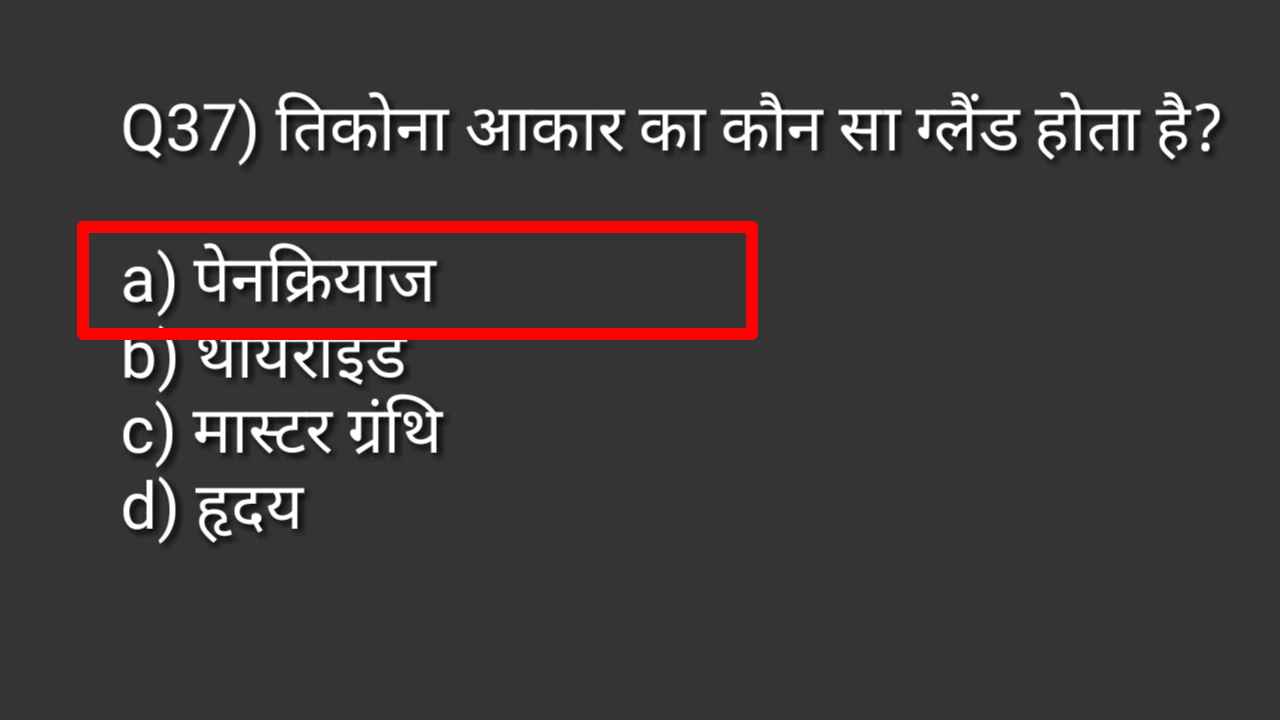 Q37) तिकोना आकार का कौन सा ग्लैंड होता है?
a) पेनक्रियाज
b) थायराइड
c) मास्टर ग्रंथि
d) हृदय